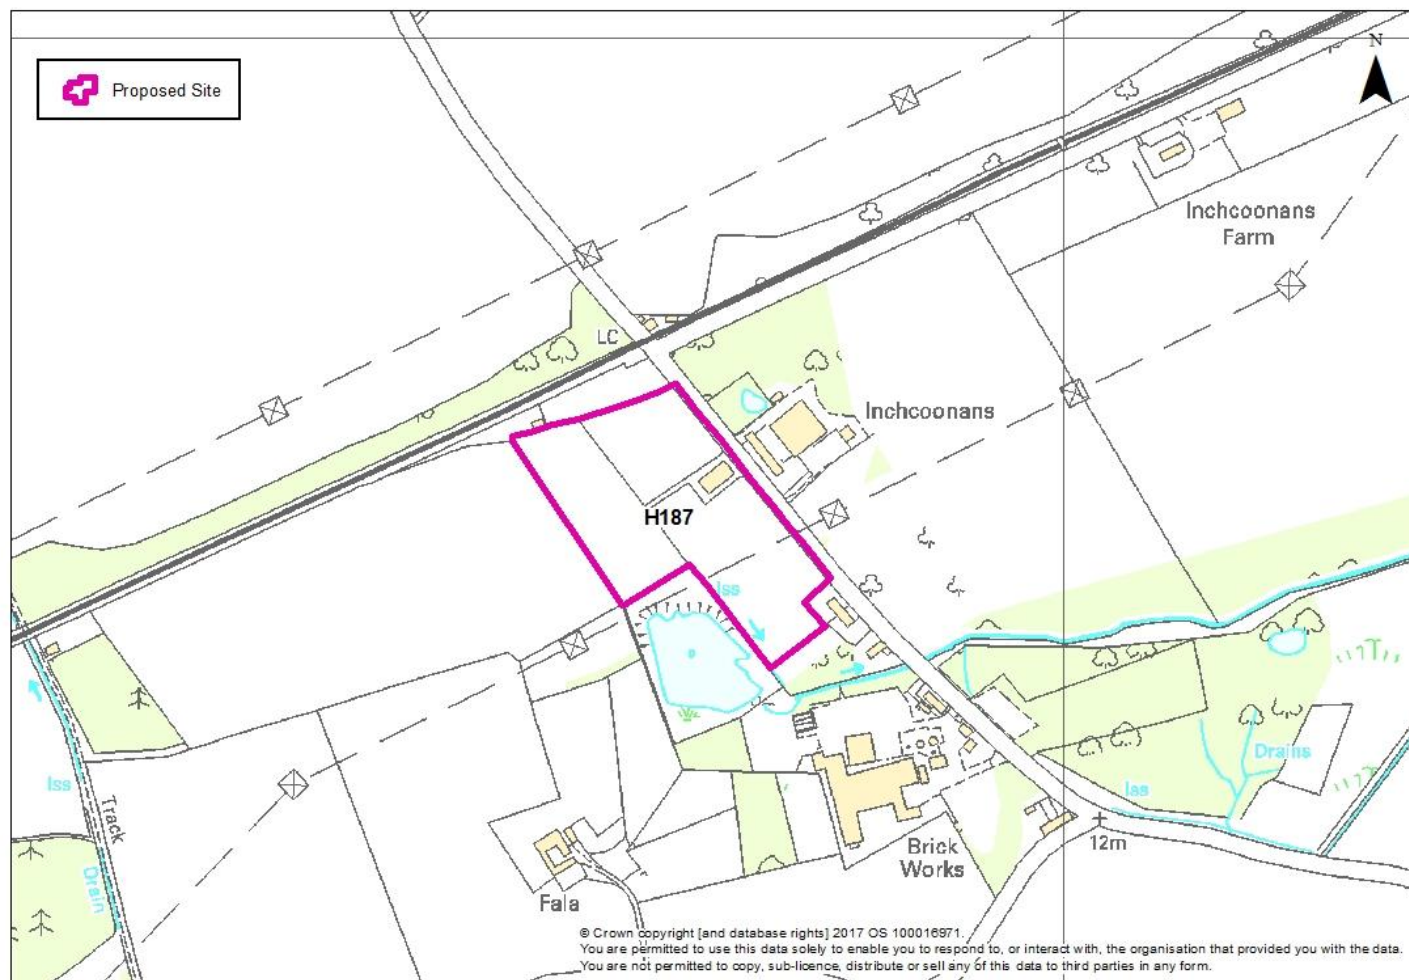 Proposed Site
N
Inchcoonans
Farm
LC
Inchcoonans
H187
Iss
Iss
Track
Drain
Drains
Iss
12m
Brick
Works
Fala
© Crown copyright [and database rights] 2017 OS 100016971.
You are permitted to use this data solely to enable you to respond to, or interact with, the organisation that provided you with the data.
You are not permitted to copy, sub-licence, distribute or sell any of this data to third parties in any form.